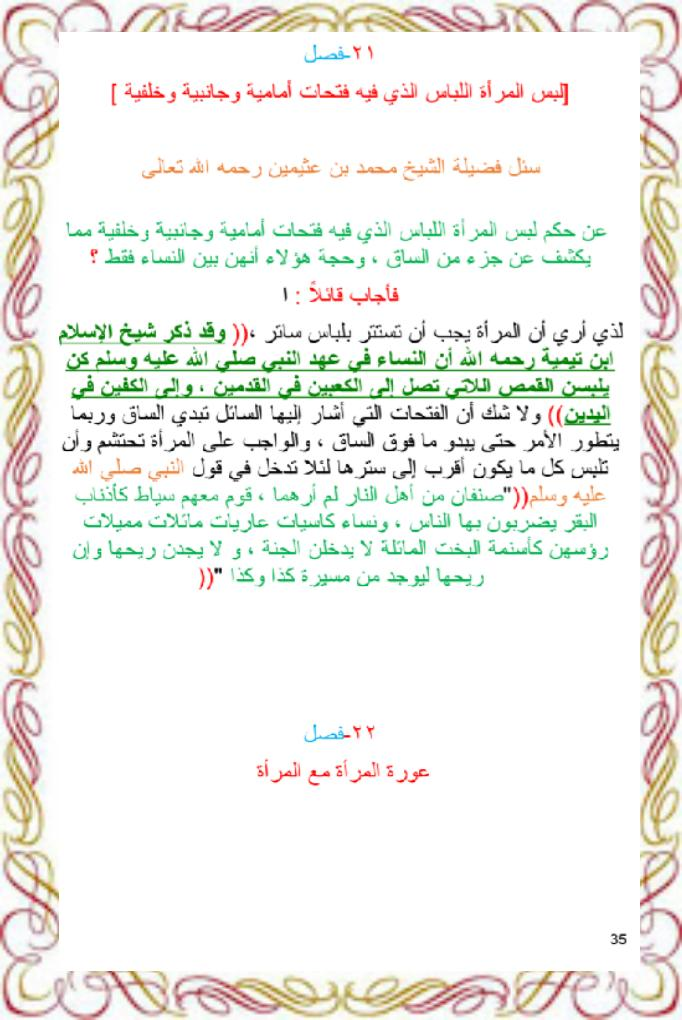 ٢١-فصل
[لبس المرأة اللباس الذي فيه فتحات أمامية وجانبية وخلفية ]
سئل فضيلة الشيخ محمد بن عثيمين رحمه الله تعالى
عن حكم لبس المرأة اللباس الذي فيه فتحات أمامية وجانبية وخلفية مما
يكشف عن جزء من الساق ، وحجة هؤلاء أنهن بين النساء فقط ؟
فأجاب قائلاً : ا
لذي أري أن المرأة يجب أن تستتر بلباس ساتر ،(( وقد ذكر شيخ الإسلام
ابن تيمية رحمه الله أن النساء في عهد النبي صلي الله عليه وسلم كن
يلبسن القمص اللاتي تصل إلى الكعبين في القدمين ، وإلى الكفين في
اليدين)) ولا شك أن الفتحات التي أشار إليها السائل تبدي الساق وربما
يتطور الأمر حتى يبدو ما فوق الساق ، والواجب على المرأة تحتشم وأن
تلبس كل ما يكون أقرب إلى سترها لئلا تدخل في قول النبي صلي الله
عليه وسلم(("صنفان من أهل النار لم أرهما ، قوم معهم سياط كأذناب
البقر يضربون بها الناس ، ونساء كاسيات عاريات مائلات مميلات
رؤسهن كأسنمة البخت المائلة لا يدخلن الجنة ، و لا يجدن ريحها وإن
ريحها ليوجد من مسيرة كذا وكذا "((
٢٢-فصل
عورة المرأة مع المرأة
35